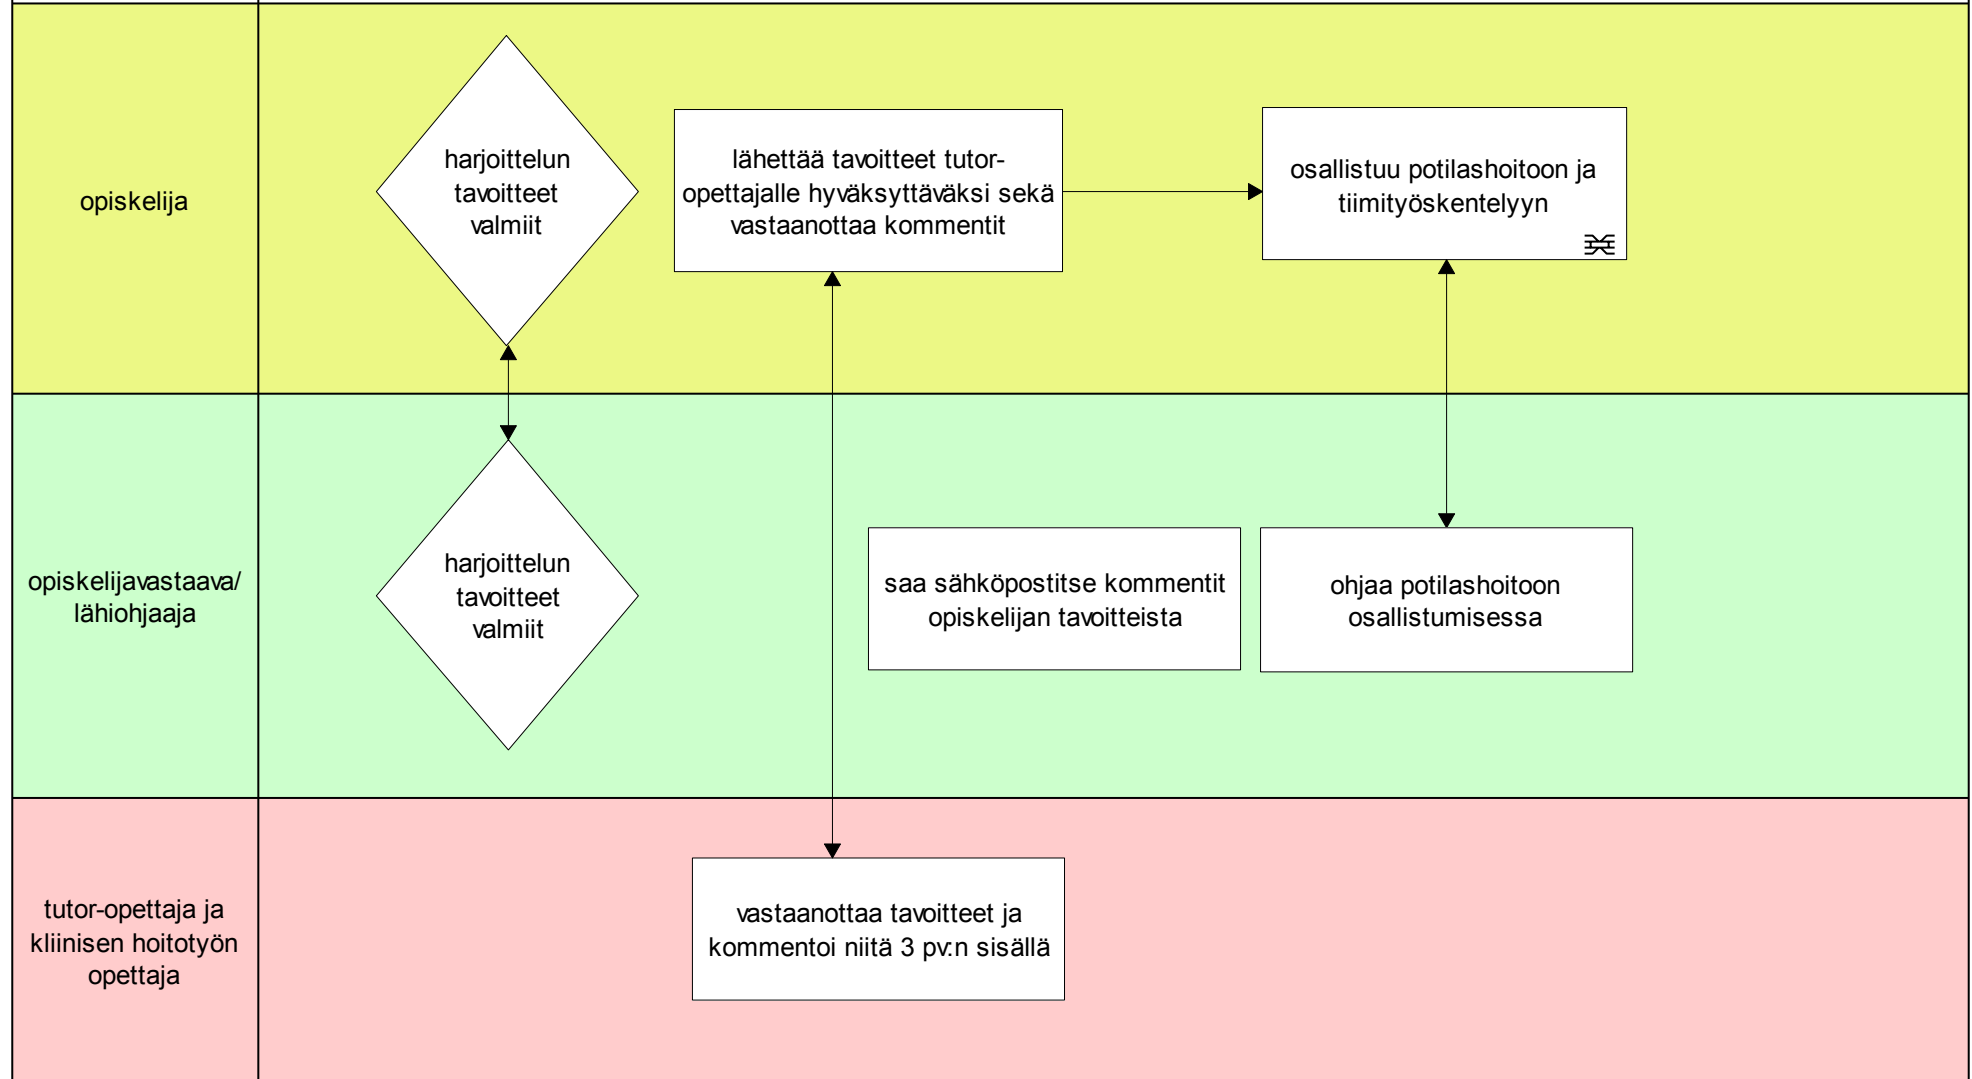 opiskelija
harjoittelun
tavoitteet
valmiit
lähettää tavoitteet tutor-
opettajalle hyväksyttäväksi sekä
vastaanottaa kommentit
osallistuu potilashoitoon ja
tiimityöskentelyyn
opiskelijavastaava/
lähiohjaaja
harjoittelun
tavoitteet
valmiit
saa sähköpostitse kommentit
opiskelijan tavoitteista
ohjaa potilashoitoon
osallistumisessa
tutor-opettaja ja
kliinisen hoitotyön
opettaja
vastaanottaa tavoitteet ja
kommentoi niitä 3 pv:n sisällä